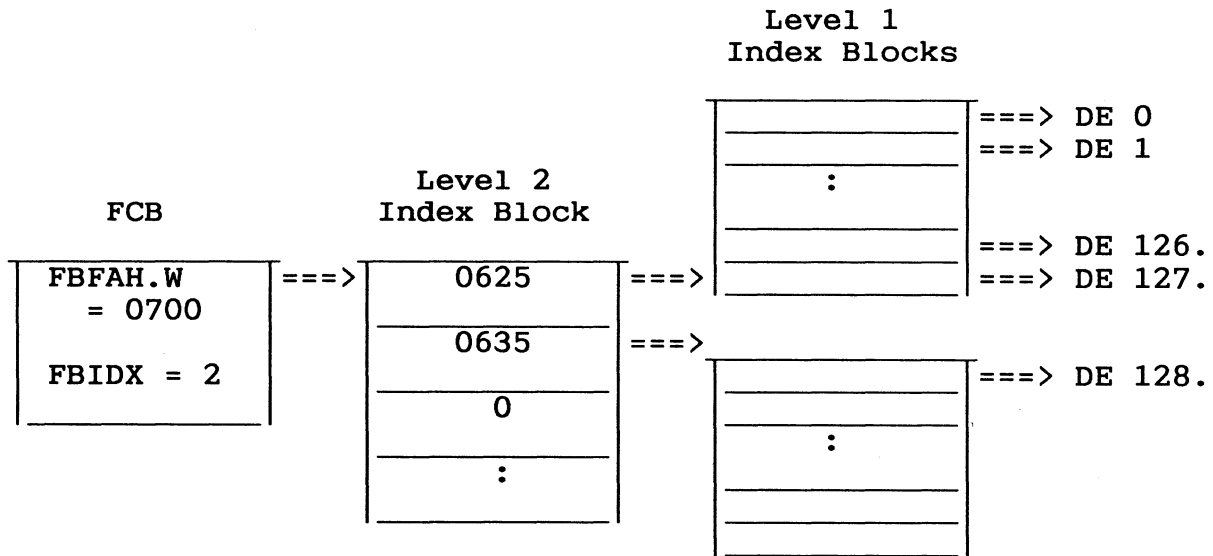 Level 1
Index Blocks
===> DE 0
===> DE 1
:
===> DE 126.
===> DE 127.
Level 2
Index Block
FCB
FBFAH.W
= 0700
FBIDX = 2
===>
0625
===>
0635
===>
0
:
===> DE 128.
: